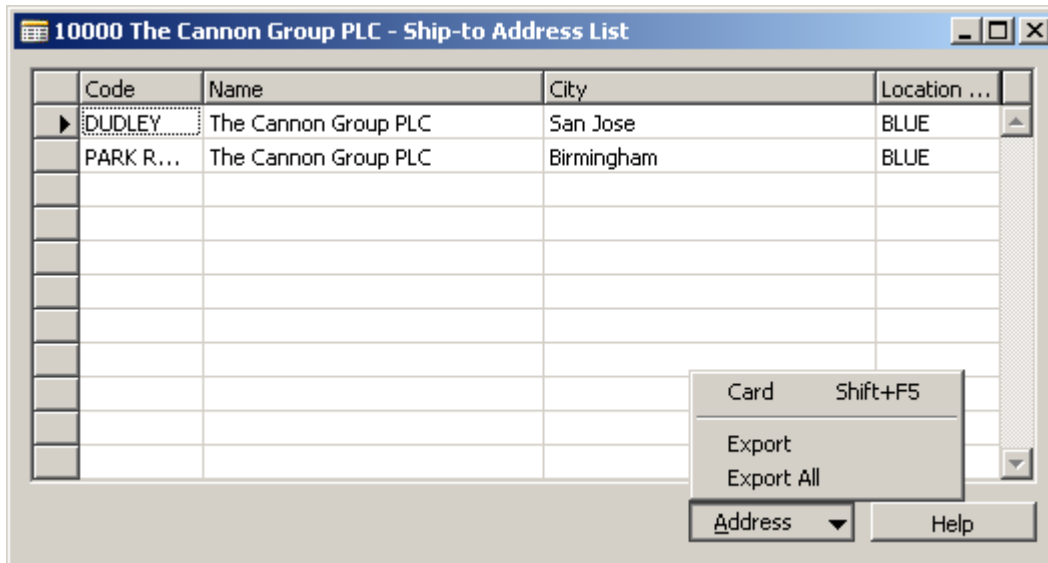 10000 The Cannon Group PLC - Ship-to Address List
Code Name City Location ...
DUDLEY The Cannon Group PLC San Jose BLUE
PARK R... The Cannon Group PLC Birmingham BLUE
Card Shift+F5
Export
Export All
Address Help